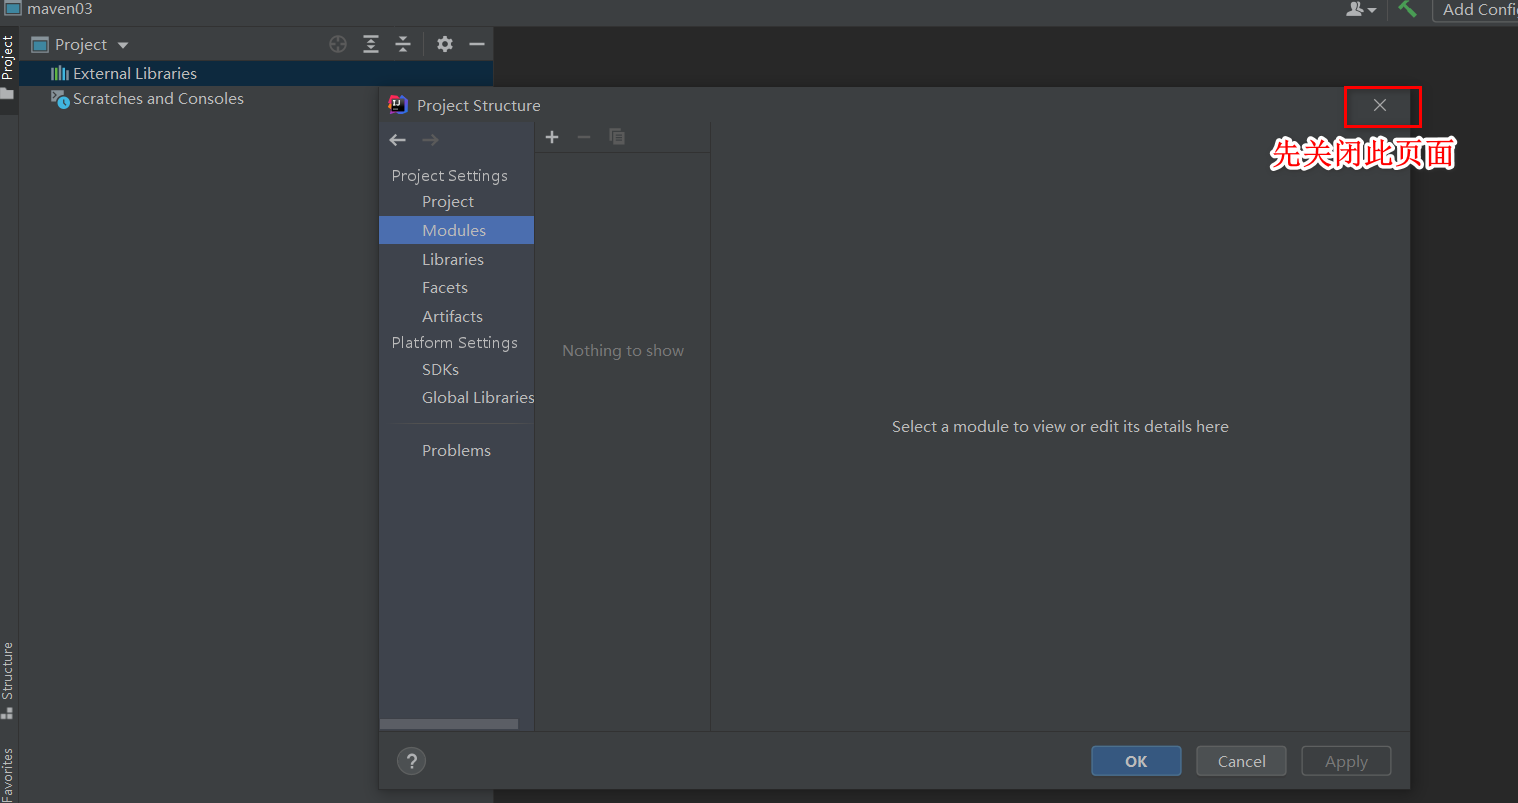 maven03
Add Confi
Project
Project
External Libraries
Scratches and Consoles
Project Structure
先关闭此页面
Project Settings
Project
Modules
Libraries
Facets
Artifacts
Platform Settings
SDKs
Global Libraries
Problems
Nothing to show
Select a module to view or edit its details here
Structure
Favorites
?
OK
Cancel
Apply